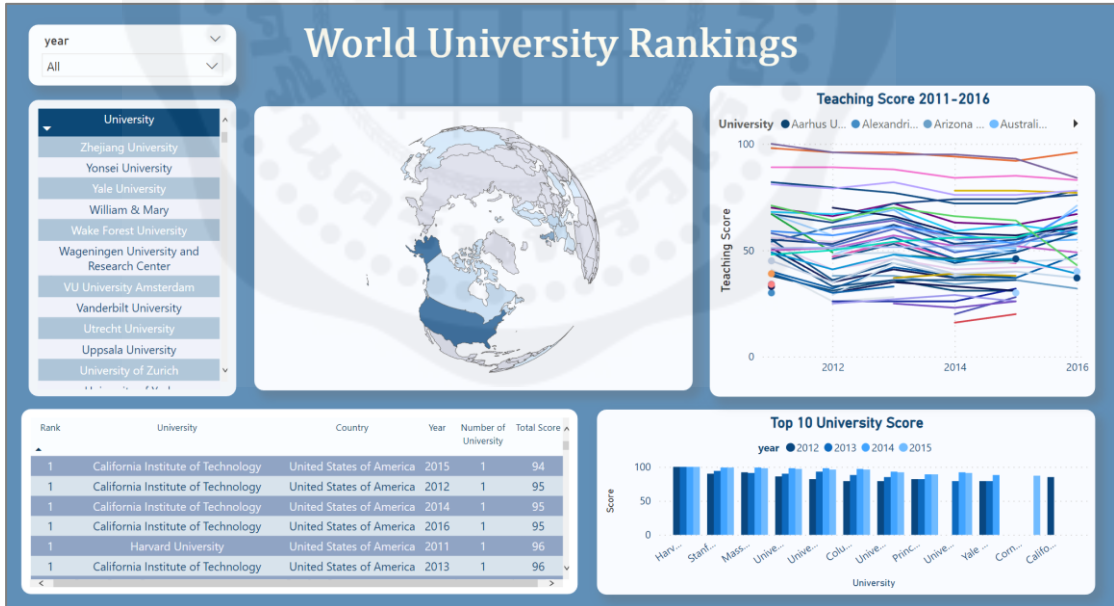 World University Rankings
year
All
University
Zhejiang University
Yonsei University
Yale University
William & Mary
Wake Forest University
Wageningen University and
Research Center
VU University Amsterdam
Vanderbilt University
Utrecht University
Uppsala University
University of Zurich
Teaching Score 2011-2016
University Aarhus U... Alexandri... Arizona ... Australi...
100
50
0
Teaching Score
2012 2014 2016
Rank University Country Year Number of University Total Score
1 California Institute of Technology United States of America 2015 1 94
1 California Institute of Technology United States of America 2012 1 95
1 California Institute of Technology United States of America 2014 1 95
1 California Institute of Technology United States of America 2016 1 95
1 Harvard University United States of America 2011 1 96
1 California Institute of Technology United States of America 2013 1 96
Top 10 University Score
year 2012 2013 2014 2015
100
50
0
Score
Harv... Stanf... Mass... Unive... Unive... Colu... Unive... Princ... Unive... Yale ... Corn... Califo...
University